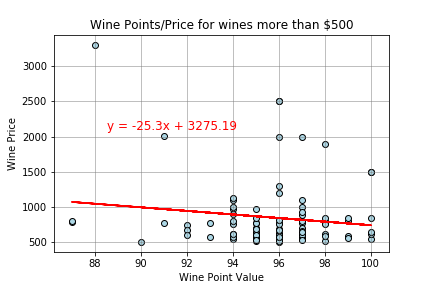 Wine Points/Price for wines more than $500
3000
2500
y = -25.3x + 3275.19
2000
1500
1000
500
Wine Price
88 90 92 94 96 98 100
Wine Point Value